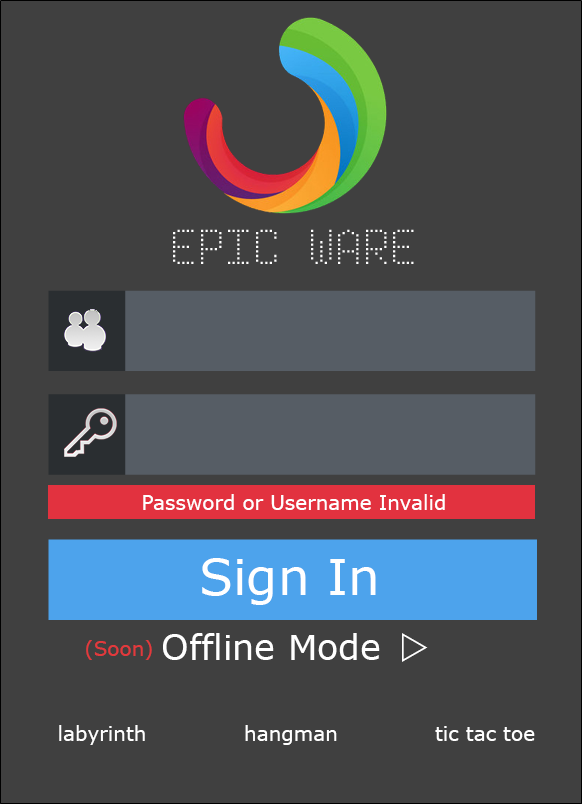 EPIC WARE
Password or Username Invalid
Sign In
(Soon) Offline Mode ▷
labyrinth hangman tic tac toe